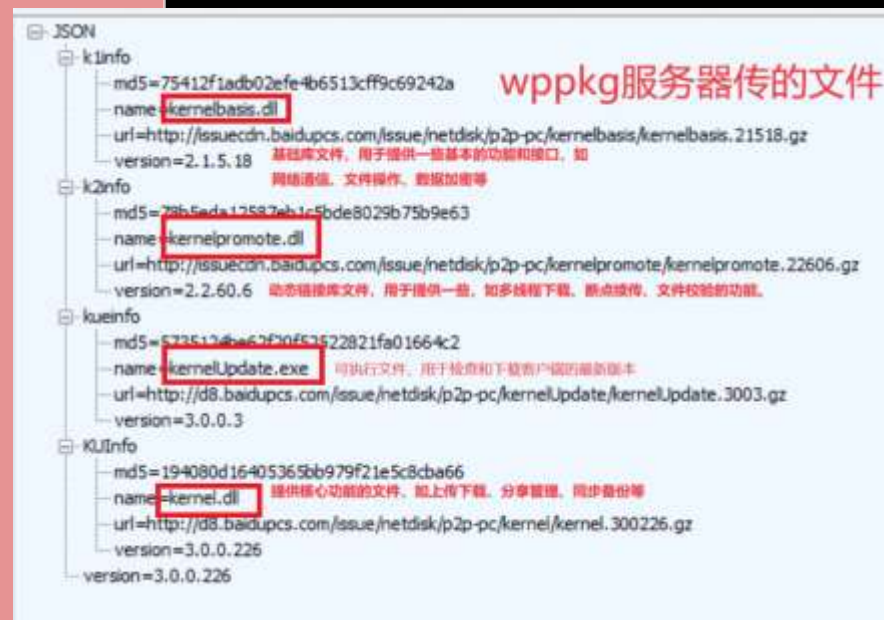 JSON
k1info
md5=75412f1adb02efe4b6513cff9c69242a
wppkg服务器传的文件
name=kernelbasis.dll
url=http://issuecdn.baidupcs.com/issue/netdisk/p2p-pc/kernelbasis/kernelbasis.21518.gz
version=2.1.5.18 基础库文件，用于提供一些基本的功能和接口，如
网络通信、文件操作、数据加密等
k2info
md5=78b5eda12587eb1c5bde8029b75b9e63
name=kernelpromote.dll
url=http://issuecdn.baidupcs.com/issue/netdisk/p2p-pc/kernelpromote/kernelpromote.22606.gz
version=2.2.60.6 动态链接库文件，用于提供一些，如多线程下载、断点续传、文件校验的功能。
kueinfo
name=kernelUpdate.exe 可执行文件，用于检查和下载客户端的最新版本
url=http://d8.baidupcs.com/issue/netdisk/p2p-pc/kernelUpdate/kernelUpdate.3003.gz
version=3.0.0.3
KUInfo
md5=194080d16405365bb979f21e5c8cba66
name=kernel.dll 提供核心功能的文件，如上传下载、分享管理、同步备份等
url=http://d8.baidupcs.com/issue/netdisk/p2p-pc/kernel/kernel.300226.gz
version=3.0.0.226
version=3.0.0.226